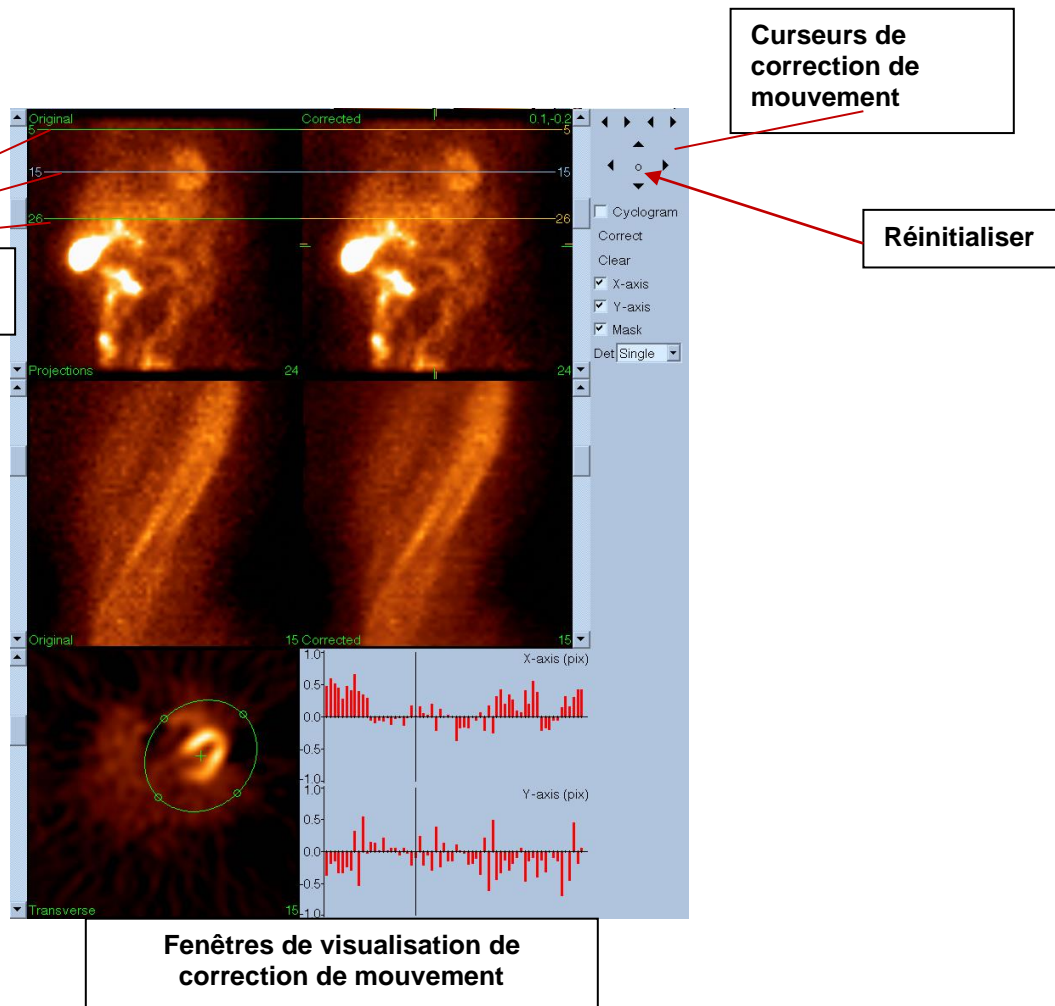 Curseurs de
correction de
mouvement
Original
Corrected
0.1,-0.2
5
5
15
15
26
26
Cyclogram
Correct
Clear
X-axis
Y-axis
Mask
Det Single
Réinitialiser
Projections
24
24
Original
15
Corrected
15
1.0
X-axis (pix)
0.5
0.0
-0.5
-1.0
1.0
Y-axis (pix)
0.5
0.0
-0.5
-1.0
Transverse
15
Fenêtres de visualisation de
correction de mouvement